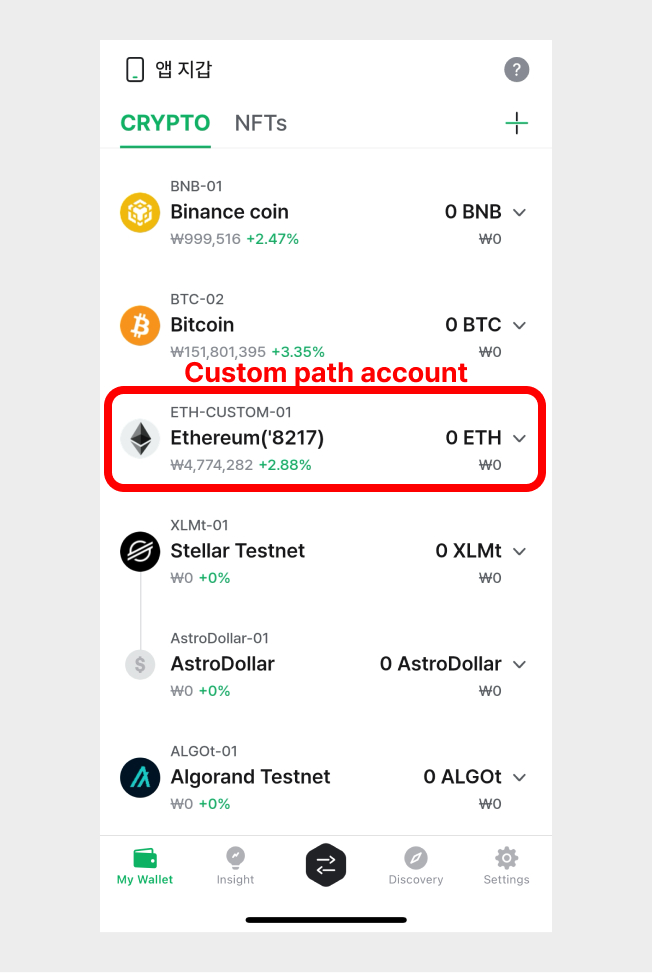 앱 지갑
?
CRYPTO NFTs
BNB-01
Binance coin 0 BNB
₩999,516 +2.47% ₩0
BTC-02
Bitcoin 0 BTC
₩151,801,395 +3.35% ₩0
Custom path account
ETH-CUSTOM-01
Ethereum('8217) 0 ETH
₩4,774,282 +2.88% ₩0
XLMt-01
Stellar Testnet 0 XLMt
₩0 +0% ₩0
AstroDollar-01
$ AstroDollar 0 AstroDollar
₩0 +0% ₩0
ALGOt-01
Algorand Testnet 0 ALGOt
₩0 +0% ₩0
My Wallet Insight Discovery Settings